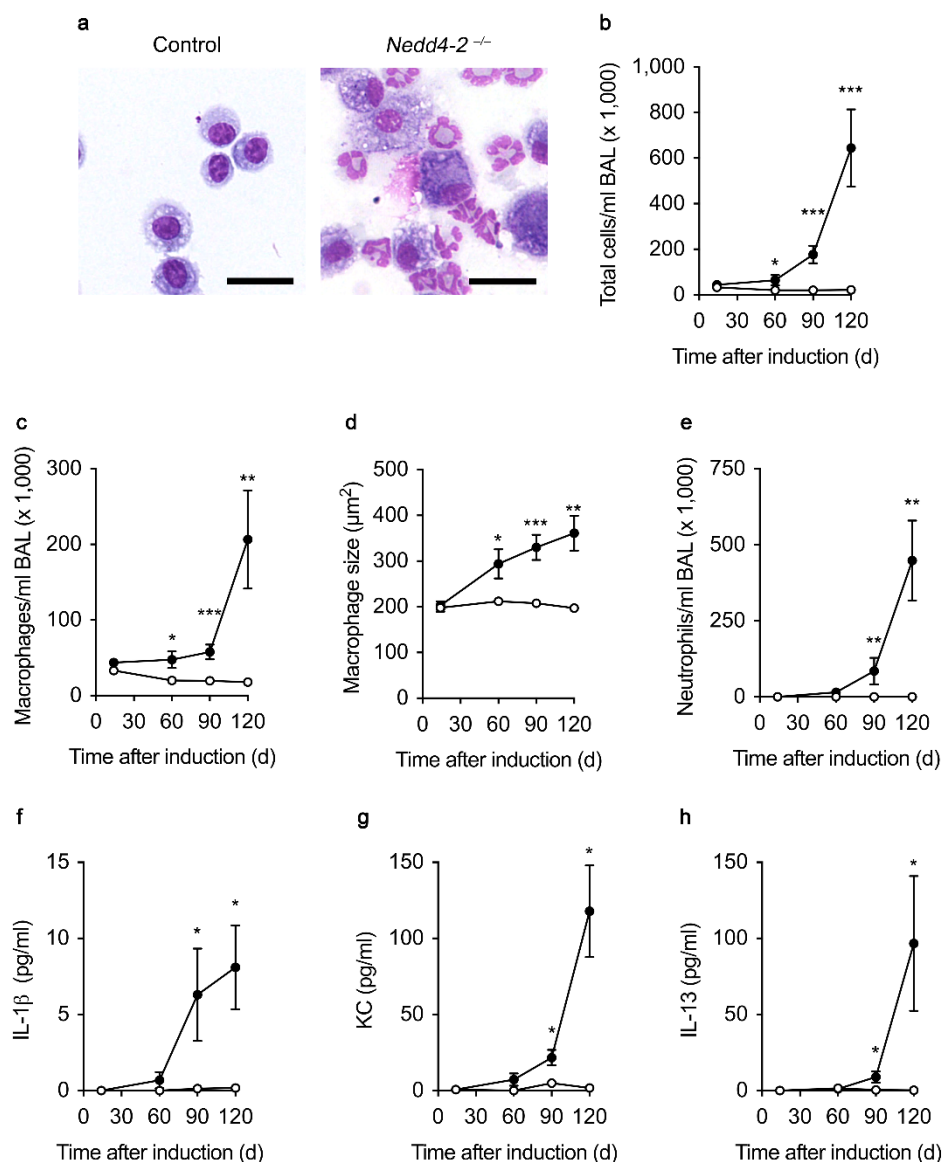 a
Control
Nedd4-2 –/–
b
Total cells/ml BAL (x 1,000)
1,000
800
600
400
200
0
*
***
***
0 30 60 90 120
Time after induction (d)
c
Macrophages/ml BAL (x 1,000)
300
200
100
0
*
***
**
0 30 60 90 120
Time after induction (d)
d
Macrophage size (µm²)
500
400
300
200
100
0
*
***
**
0 30 60 90 120
Time after induction (d)
e
Neutrophils/ml BAL (x 1,000)
750
500
250
0
**
**
0 30 60 90 120
Time after induction (d)
f
IL-1β (pg/ml)
15
10
5
0
*
*
0 30 60 90 120
Time after induction (d)
g
KC (pg/ml)
150
100
50
0
*
*
0 30 60 90 120
Time after induction (d)
h
IL-13 (pg/ml)
150
100
50
0
*
*
0 30 60 90 120
Time after induction (d)